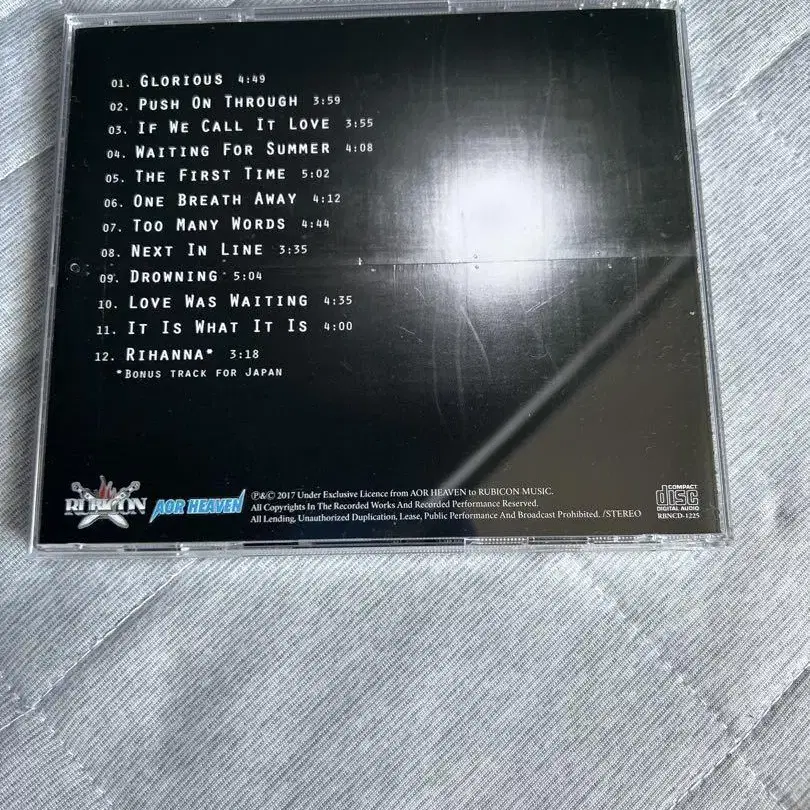 01. GLORIOUS 4:49
02. PUSH ON THROUGH 3:59
03. IF WE CALL IT LOVE 3:55
04. WAITING FOR SUMMER 4:08
05. THE FIRST TIME 5:02
06. ONE BREATH AWAY 4:12
07. TOO MANY WORDS 4:44
08. NEXT IN LINE 3:35
09. DROWNING 5:04
10. LOVE WAS WAITING 4:35
11. IT IS WHAT IT IS 4:00
12. RIHANNA* 3:18
*BONUS TRACK FOR JAPAN
RUBICON
AOR HEAVEN
℗&© 2017 Under Exclusive Licence from AOR HEAVEN to RUBICON MUSIC.
All Copyrights In The Recorded Works And Recorded Performance Reserved.
All Lending, Unauthorized Duplication, Lease, Public Performance And Broadcast Prohibited. /STEREO
COMPACT
disc
DIGITAL AUDIO
RBNCD-1225